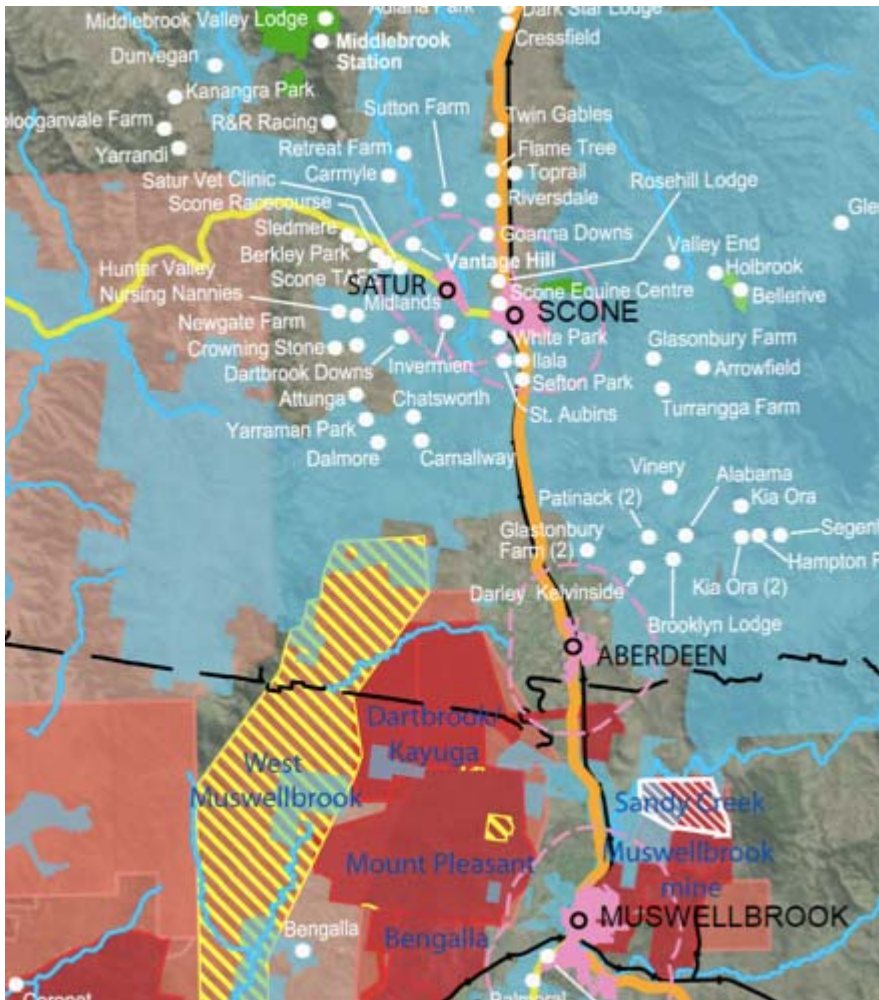 Adiana Park
Dark Star Lodge
Middlebrook Valley Lodge
Cressfield
Middlebrook
Station
Dunvegan
Kanangra Park
Sutton Farm
Twin Gables
R&R Racing
Yarrandi
Retreat Farm
Flame Tree
Carmyle
Toprail
Satur Vet Clinic
Rosehill Lodge
Scone Racecourse
Riversdale
Sledmere
Goanna Downs
Berkley Park
Vantage Hill
Valley End
Hunter Valley
Nursing Nannies
Scone TAFE
Holbrook
SATUR
Midlands
Scone Equine Centre
Bellerive
Newgate Farm
SCONE
Crowning Stone
White Park
Glasonbury Farm
Dartbrook Downs
Invermien
Ilala
Arrowfield
Attunga
Sefton Park
Chatsworth
St. Aubins
Turrangga Farm
Yarraman Park
Dalmore
Carnallway
Vinery
Alabama
Patinack (2)
Kia Ora
Glastonbury
Farm (2)
Hampton
Kia Ora (2)
Darley Kelvinside
Brooklyn Lodge
ABERDEEN
Dartbrook/
Kayuga
West
Muswellbrook
Sandy Creek
Mount Pleasant
Muswellbrook
mine
MUSWELLBROOK
Bengalla
Bengalla